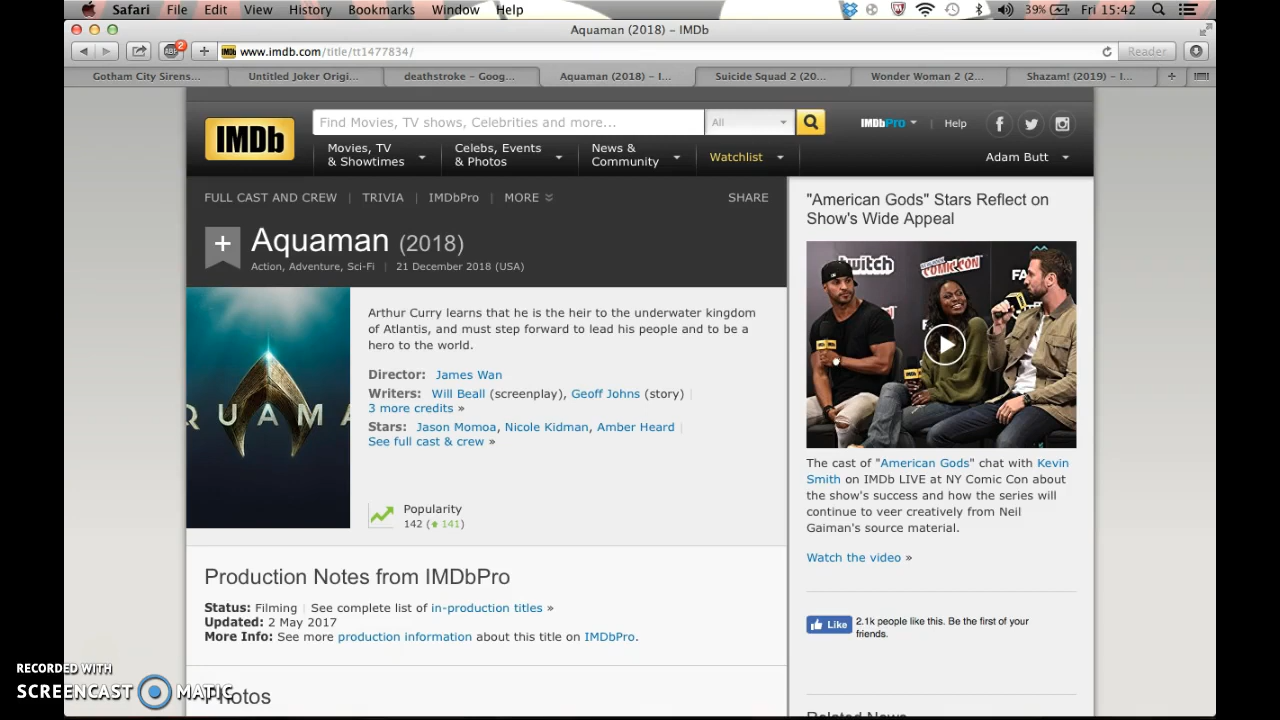 Safari File Edit View History Bookmarks Window Help 39% Fri 15:42
Aquaman (2018) – IMDb
ABP 2 IMDb www.imdb.com/title/tt1477834/ Reader
Gotham City Sirens... Untitled Joker Origi... deathstroke – Goog... Aquaman (2018) – I... Suicide Squad 2 (20... Wonder Woman 2 (2... Shazam! (2019) – I...
IMDb
Find Movies, TV shows, Celebrities and more... All IMDbPro Help
Movies, TV
& Showtimes
Celebs, Events
& Photos
News &
Community
Watchlist
Adam Butt
FULL CAST AND CREW | TRIVIA | IMDbPro | MORE SHARE
+ Aquaman (2018)
Action, Adventure, Sci-Fi | 21 December 2018 (USA)
QUAMA
Arthur Curry learns that he is the heir to the underwater kingdom
of Atlantis, and must step forward to lead his people and to be a
hero to the world.
Director: James Wan
Writers: Will Beall (screenplay), Geoff Johns (story) |
3 more credits »
Stars: Jason Momoa, Nicole Kidman, Amber Heard |
See full cast & crew »
Popularity
142 (141)
Production Notes from IMDbPro
Status: Filming | See complete list of in-production titles »
Updated: 2 May 2017
More Info: See more production information about this title on IMDbPro.
Photos
"American Gods" Stars Reflect on
Show's Wide Appeal
twitch
COMIC CON
FA
IMDb
The cast of "American Gods" chat with Kevin
Smith on IMDb LIVE at NY Comic Con about
the show's success and how the series will
continue to veer creatively from Neil
Gaiman's source material.
Watch the video »
Like 2.1k people like this. Be the first of your
friends.
Related News
RECORDED WITH
SCREENCAST MATIC